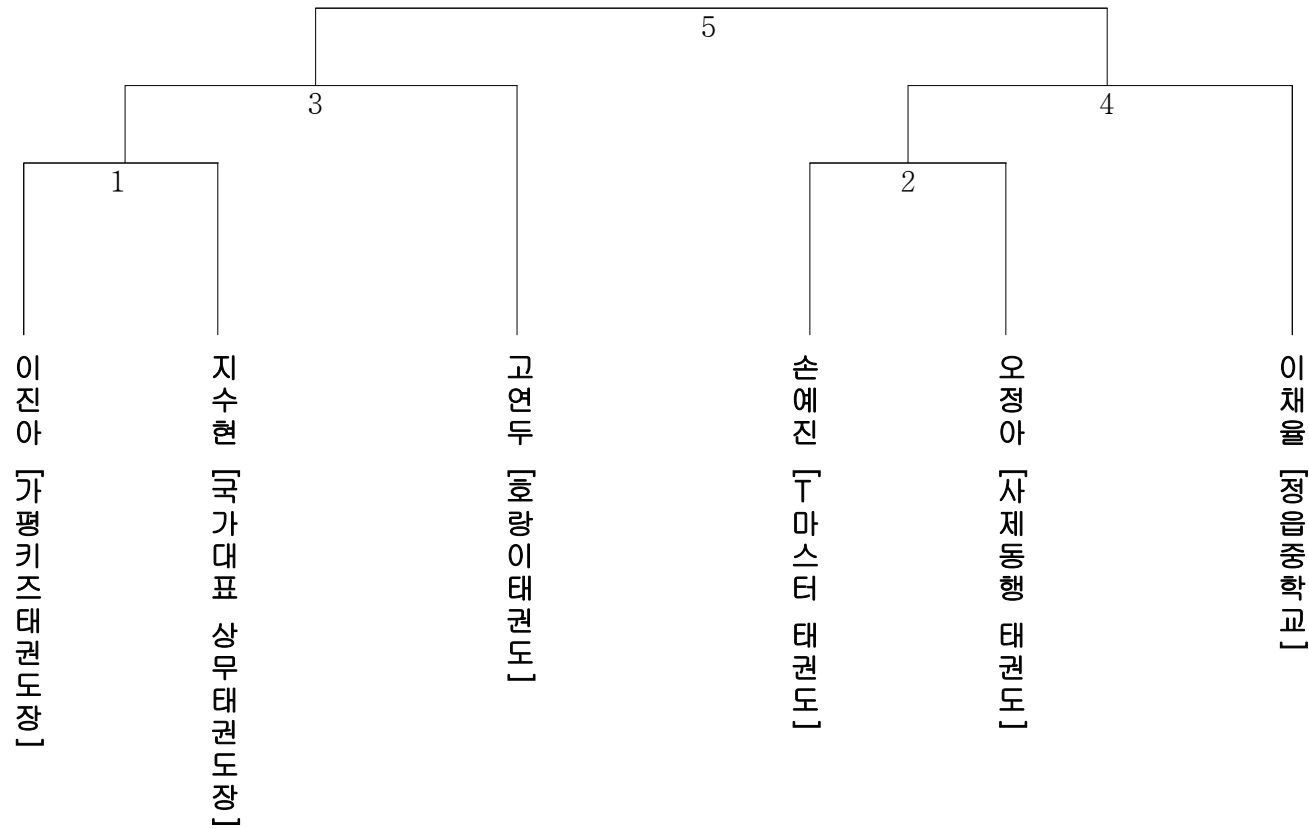 5
3
4
1
2
이진아 [가평키즈태권도장]
지수현 [국가대표 상무태권도장]
고연두 [호랑이태권도]
손예진 [T마스터 태권도]
오정아 [사제동행 태권도]
이채율 [정읍중학교]